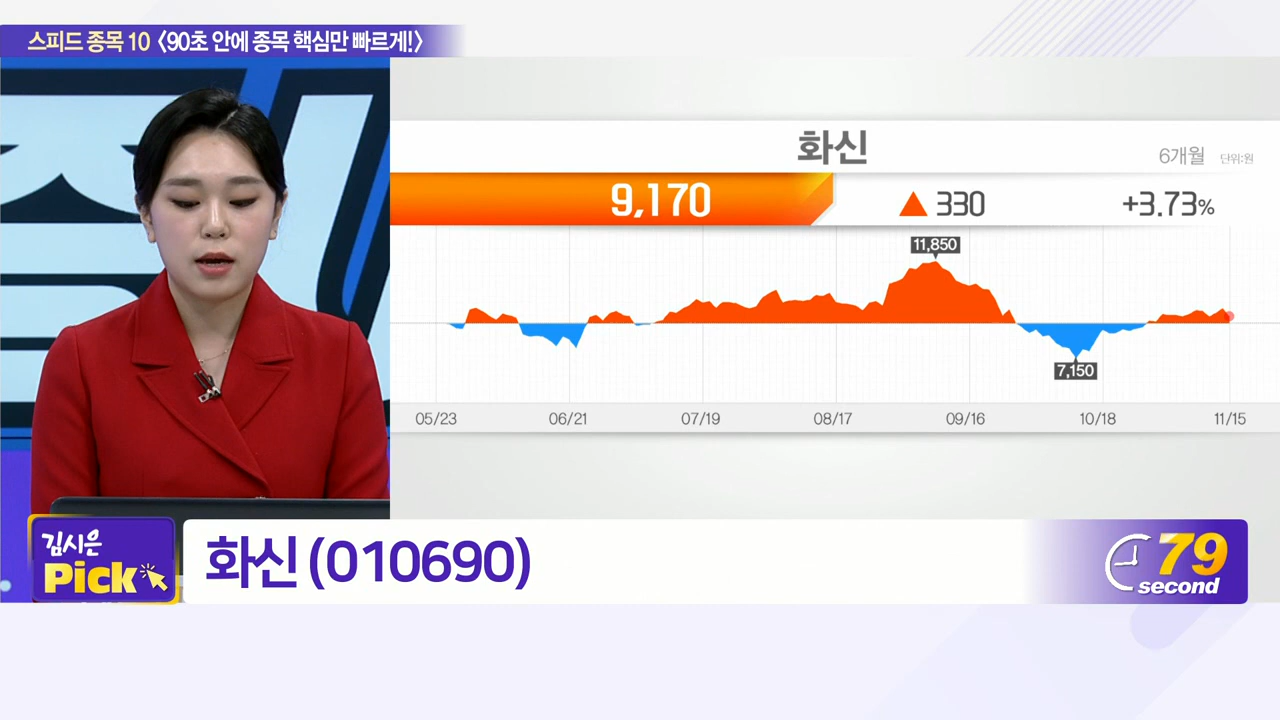 스피드 종목 10 〈90초 안에 종목 핵심만 빠르게!〉
화신
6개월 단위:원
9,170 ▲ 330 +3.73%
11,850
7,150
05/23 06/21 07/19 08/17 09/16 10/18 11/15
김시은
Pick
화신 (010690)
79
second